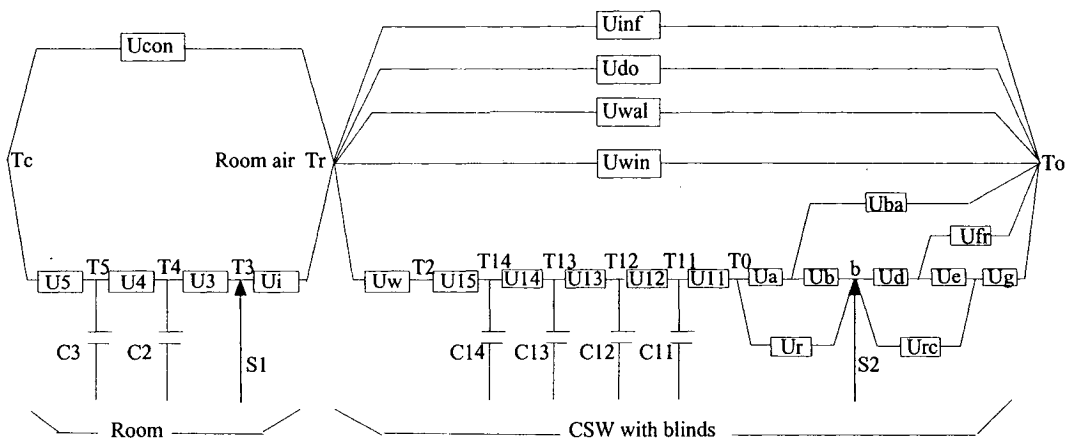 Uinf
Ucon
Udo
Uwal
Tc
Room air Tr
Uwin
To
Uba
Ufr
T5 T4 T3 T2 T14 T13 T12 T11 T0 b
U5 U4 U3 Ui Uw U15 U14 U13 U12 U11 Ua Ub Ud Ue Ug
C3 C2 S1 C14 C13 C12 C11 Ur S2 Urc
Room CSW with blinds